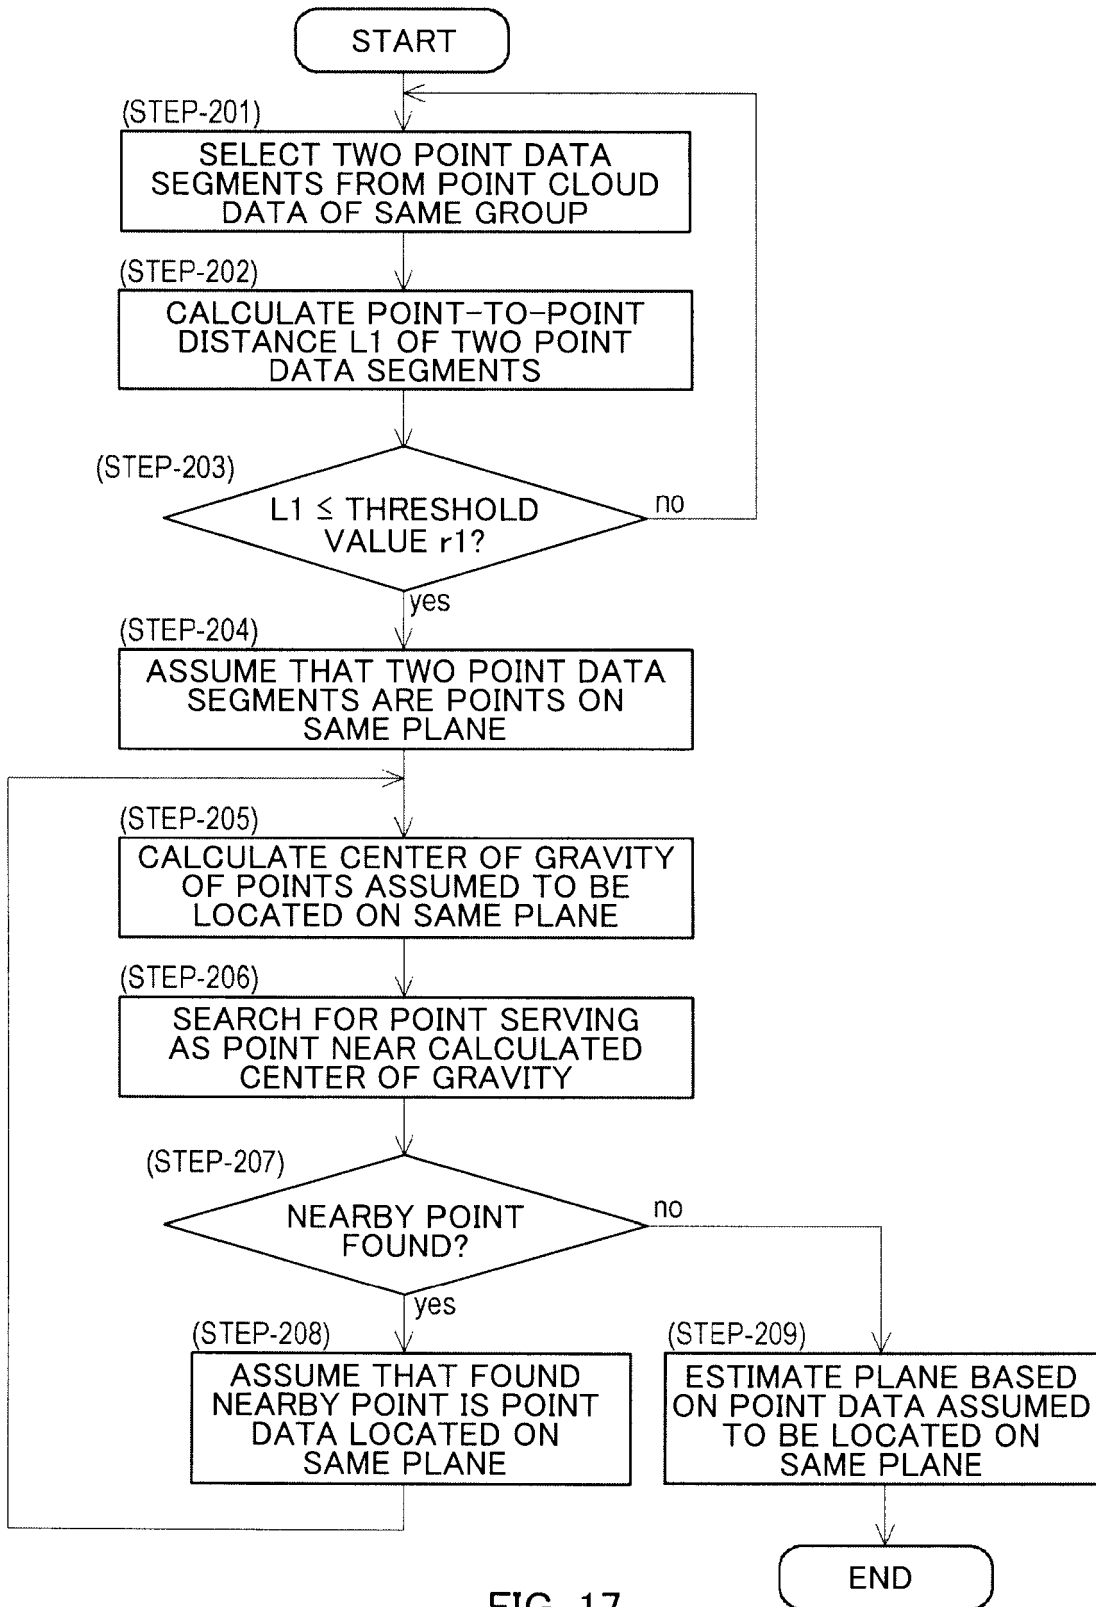 START
(STEP-201)
SELECT TWO POINT DATA
SEGMENTS FROM POINT CLOUD
DATA OF SAME GROUP
(STEP-202)
CALCULATE POINT-TO-POINT
DISTANCE L1 OF TWO POINT
DATA SEGMENTS
(STEP-203)
L1 ≦ THRESHOLD
VALUE r1?
no
yes
(STEP-204)
ASSUME THAT TWO POINT DATA
SEGMENTS ARE POINTS ON
SAME PLANE
(STEP-205)
CALCULATE CENTER OF GRAVITY
OF POINTS ASSUMED TO BE
LOCATED ON SAME PLANE
(STEP-206)
SEARCH FOR POINT SERVING
AS POINT NEAR CALCULATED
CENTER OF GRAVITY
(STEP-207)
NEARBY POINT
FOUND?
no
yes
(STEP-208)
ASSUME THAT FOUND
NEARBY POINT IS POINT
DATA LOCATED ON
SAME PLANE
(STEP-209)
ESTIMATE PLANE BASED
ON POINT DATA ASSUMED
TO BE LOCATED ON
SAME PLANE
END
FIG. 17